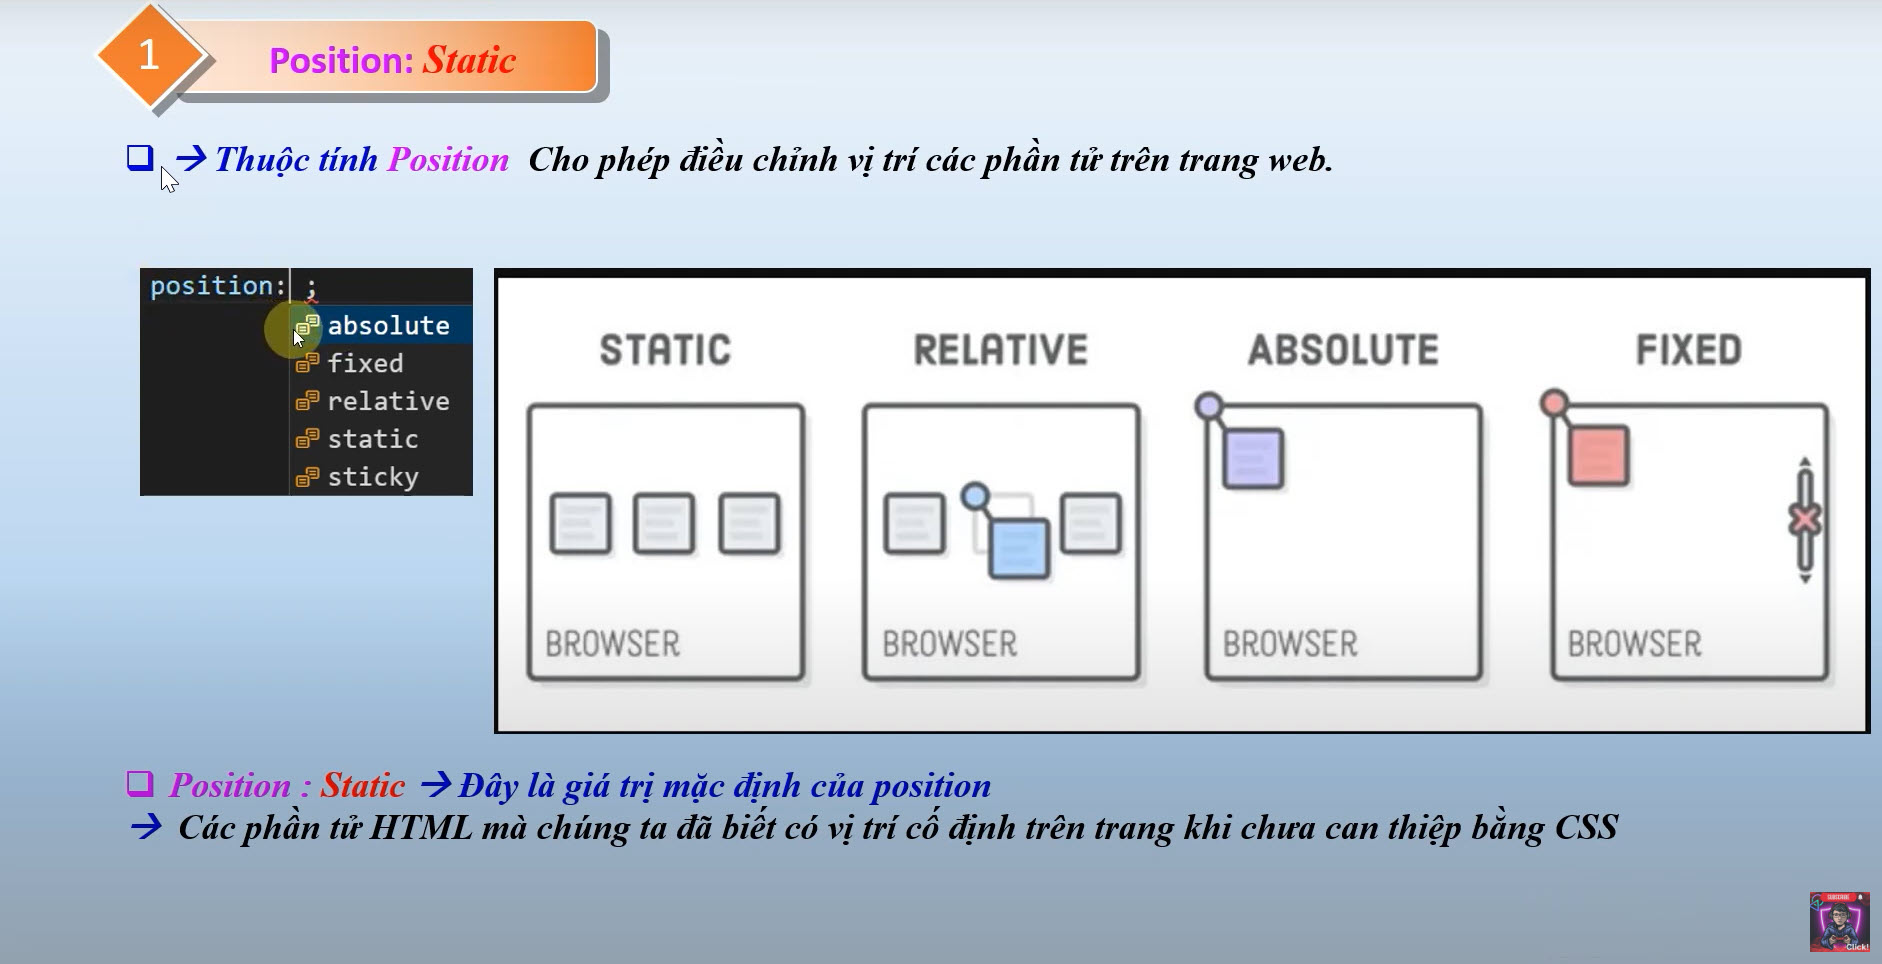 1
Position: Static
→ Thuộc tính Position Cho phép điều chỉnh vị trí các phần tử trên trang web.
position: ;
absolute
fixed
relative
static
sticky
STATIC RELATIVE ABSOLUTE FIXED
BROWSER BROWSER BROWSER BROWSER
Position : Static → Đây là giá trị mặc định của position
→ Các phần tử HTML mà chúng ta đã biết có vị trí cố định trên trang khi chưa can thiệp bằng CSS
SUBSCRIBE
Click!